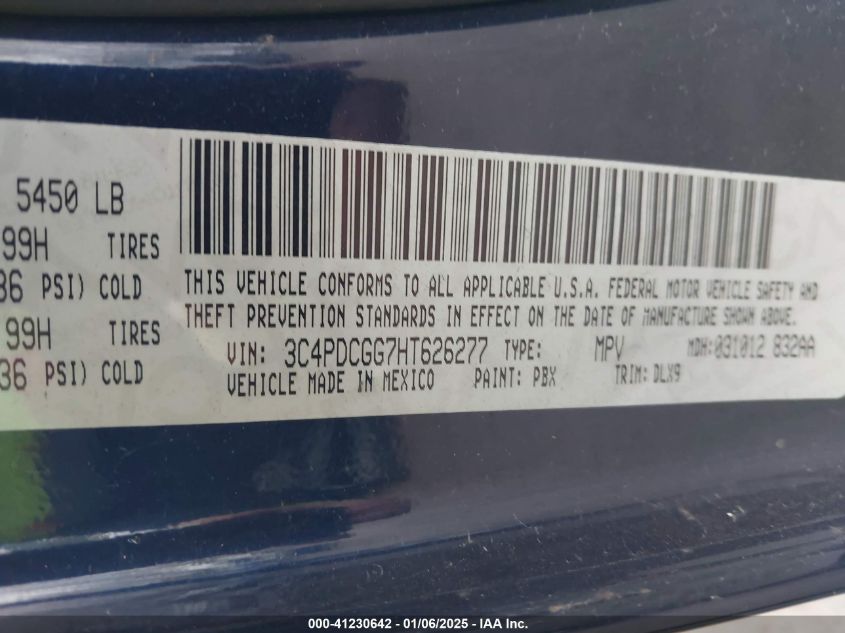 5450 LB
99H TIRES
36 PSI) COLD
99H TIRES
36 PSI) COLD
THIS VEHICLE CONFORMS TO ALL APPLICABLE U.S.A. FEDERAL MOTOR VEHICLE SAFETY AND
THEFT PREVENTION STANDARDS IN EFFECT ON THE DATE OF MANUFACTURE SHOWN ABOVE.
VIN: 3C4PDCGG7HT626277 TYPE: MPV MDH:031012 832AA
VEHICLE MADE IN MEXICO PAINT: PBX TRIM: DLX9
000-41230642 - 01/06/2025 - IAA Inc.